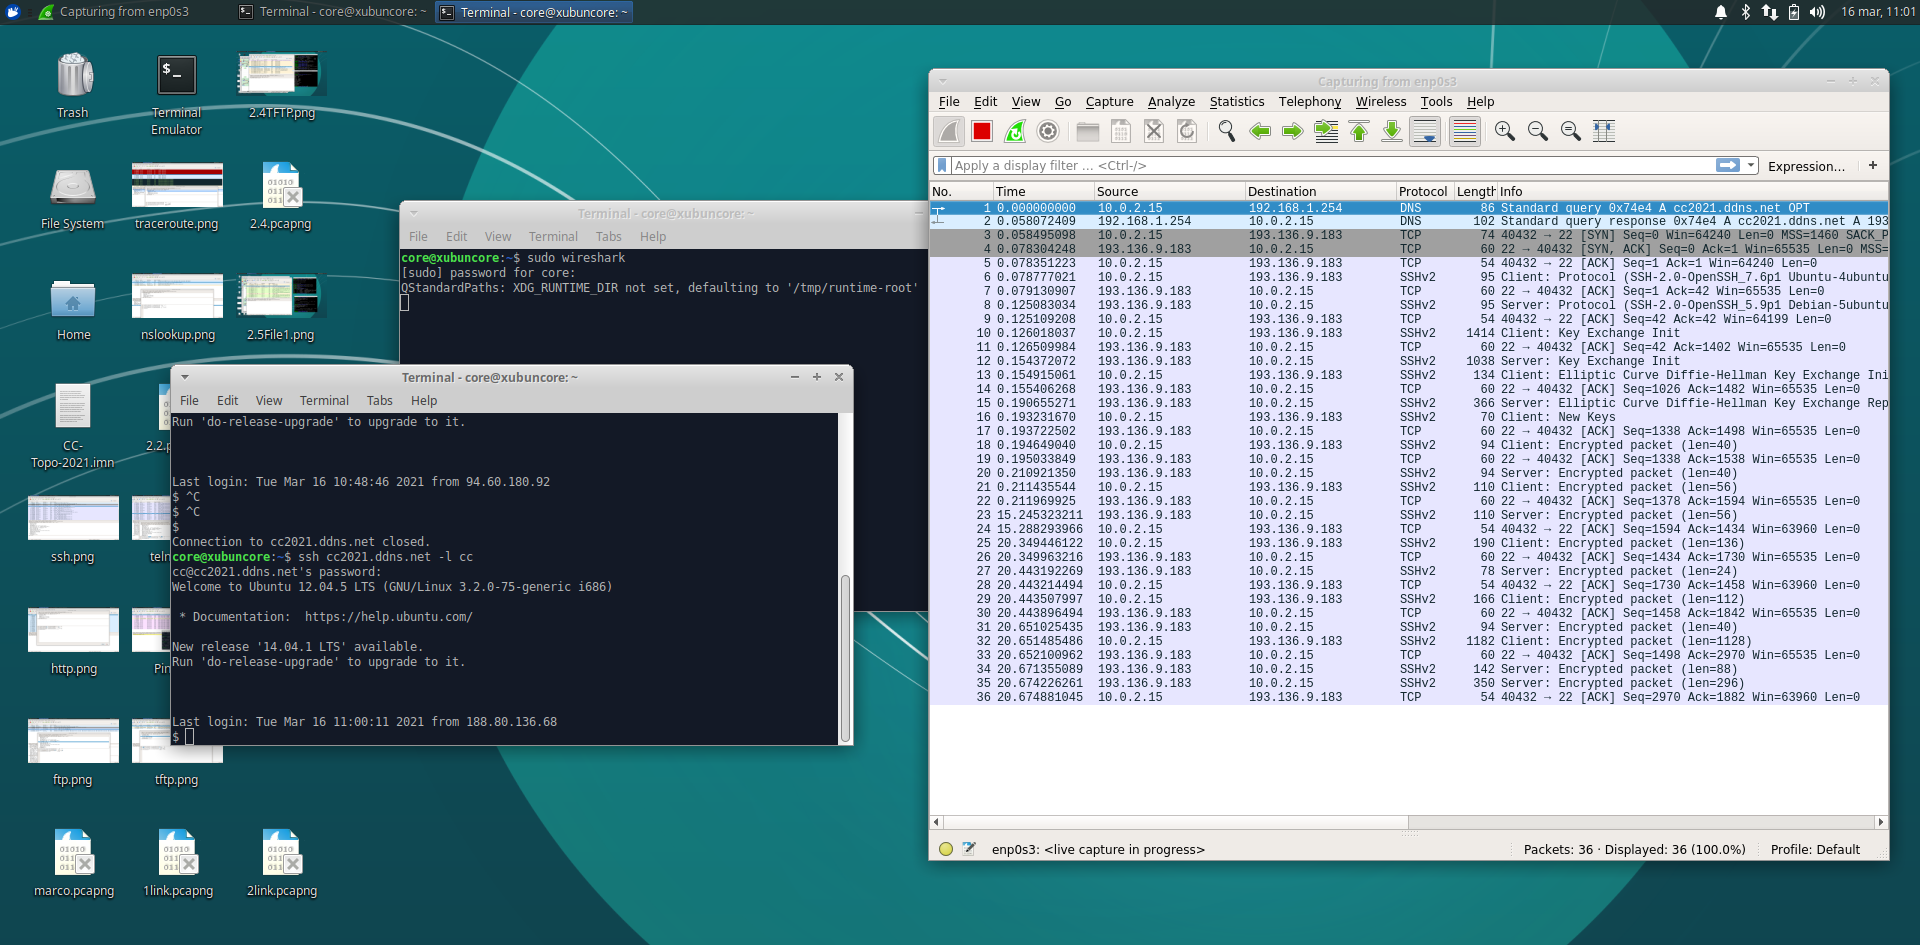 Capturing from enp0s3
Terminal - core@xubuncore: ~
Terminal - core@xubuncore: ~
16 mar, 11:01
Trash
Terminal
Emulator
2.4TFTP.png
File System
traceroute.png
2.4.pcapng
Home
nslookup.png
2.5File1.png
CC-
Topo-2021.imn
2.2.p
ssh.png
teln
http.png
Pin
ftp.png
tftp.png
marco.pcapng
1link.pcapng
2link.pcapng
Terminal - core@xubuncore: ~
File Edit View Terminal Tabs Help
core@xubuncore:~$ sudo wireshark
[sudo] password for core:
QStandardPaths: XDG_RUNTIME_DIR not set, defaulting to '/tmp/runtime-root'
Terminal - core@xubuncore: ~
File Edit View Terminal Tabs Help
Run 'do-release-upgrade' to upgrade to it.
Last login: Tue Mar 16 10:48:46 2021 from 94.60.180.92
$ ^C
$ ^C
$
Connection to cc2021.ddns.net closed.
core@xubuncore:~$ ssh cc2021.ddns.net -l cc
cc@cc2021.ddns.net's password:
Welcome to Ubuntu 12.04.5 LTS (GNU/Linux 3.2.0-75-generic i686)
* Documentation:  https://help.ubuntu.com/
New release '14.04.1 LTS' available.
Run 'do-release-upgrade' to upgrade to it.
Last login: Tue Mar 16 11:00:11 2021 from 188.80.136.68
$
Capturing from enp0s3
File Edit View Go Capture Analyze Statistics Telephony Wireless Tools Help
Apply a display filter ... <Ctrl-/>
Expression... +
No. Time Source Destination Protocol Length Info
1 0.000000000 10.0.2.15 192.168.1.254 DNS 86 Standard query 0x74e4 A cc2021.ddns.net OPT
2 0.058072409 192.168.1.254 10.0.2.15 DNS 102 Standard query response 0x74e4 A cc2021.ddns.net A 193
3 0.058495098 10.0.2.15 193.136.9.183 TCP 74 40432 → 22 [SYN] Seq=0 Win=64240 Len=0 MSS=1460 SACK_P
4 0.078304248 193.136.9.183 10.0.2.15 TCP 60 22 → 40432 [SYN, ACK] Seq=0 Ack=1 Win=65535 Len=0 MSS=
5 0.078351223 10.0.2.15 193.136.9.183 TCP 54 40432 → 22 [ACK] Seq=1 Ack=1 Win=64240 Len=0
6 0.078777021 10.0.2.15 193.136.9.183 SSHv2 95 Client: Protocol (SSH-2.0-OpenSSH_7.6p1 Ubuntu-4ubuntu
7 0.079130907 193.136.9.183 10.0.2.15 TCP 60 22 → 40432 [ACK] Seq=1 Ack=42 Win=65535 Len=0
8 0.125083034 193.136.9.183 10.0.2.15 SSHv2 95 Server: Protocol (SSH-2.0-OpenSSH_5.9p1 Debian-5ubuntu
9 0.125109208 10.0.2.15 193.136.9.183 TCP 54 40432 → 22 [ACK] Seq=42 Ack=42 Win=64199 Len=0
10 0.126018037 10.0.2.15 193.136.9.183 SSHv2 1414 Client: Key Exchange Init
11 0.126509984 193.136.9.183 10.0.2.15 TCP 60 22 → 40432 [ACK] Seq=42 Ack=1402 Win=65535 Len=0
12 0.154372072 193.136.9.183 10.0.2.15 SSHv2 1038 Server: Key Exchange Init
13 0.154915061 10.0.2.15 193.136.9.183 SSHv2 134 Client: Elliptic Curve Diffie-Hellman Key Exchange Ini
14 0.155406268 193.136.9.183 10.0.2.15 TCP 60 22 → 40432 [ACK] Seq=1026 Ack=1482 Win=65535 Len=0
15 0.190655271 193.136.9.183 10.0.2.15 SSHv2 366 Server: Elliptic Curve Diffie-Hellman Key Exchange Rep
16 0.193231670 10.0.2.15 193.136.9.183 SSHv2 70 Client: New Keys
17 0.193722502 193.136.9.183 10.0.2.15 TCP 60 22 → 40432 [ACK] Seq=1338 Ack=1498 Win=65535 Len=0
18 0.194649040 10.0.2.15 193.136.9.183 SSHv2 94 Client: Encrypted packet (len=40)
19 0.195033849 193.136.9.183 10.0.2.15 TCP 60 22 → 40432 [ACK] Seq=1338 Ack=1538 Win=65535 Len=0
20 0.210921350 193.136.9.183 10.0.2.15 SSHv2 94 Server: Encrypted packet (len=40)
21 0.211435544 10.0.2.15 193.136.9.183 SSHv2 110 Client: Encrypted packet (len=56)
22 0.211969925 193.136.9.183 10.0.2.15 TCP 60 22 → 40432 [ACK] Seq=1378 Ack=1594 Win=65535 Len=0
23 15.245323211 193.136.9.183 10.0.2.15 SSHv2 110 Server: Encrypted packet (len=56)
24 15.288293966 10.0.2.15 193.136.9.183 TCP 54 40432 → 22 [ACK] Seq=1594 Ack=1434 Win=63960 Len=0
25 20.349446122 10.0.2.15 193.136.9.183 SSHv2 190 Client: Encrypted packet (len=136)
26 20.349963216 193.136.9.183 10.0.2.15 TCP 60 22 → 40432 [ACK] Seq=1434 Ack=1730 Win=65535 Len=0
27 20.443192269 193.136.9.183 10.0.2.15 SSHv2 78 Server: Encrypted packet (len=24)
28 20.443214494 10.0.2.15 193.136.9.183 TCP 54 40432 → 22 [ACK] Seq=1730 Ack=1458 Win=63960 Len=0
29 20.443507997 10.0.2.15 193.136.9.183 SSHv2 166 Client: Encrypted packet (len=112)
30 20.443896494 193.136.9.183 10.0.2.15 TCP 60 22 → 40432 [ACK] Seq=1458 Ack=1842 Win=65535 Len=0
31 20.651025435 193.136.9.183 10.0.2.15 SSHv2 94 Server: Encrypted packet (len=40)
32 20.651485486 10.0.2.15 193.136.9.183 SSHv2 1182 Client: Encrypted packet (len=1128)
33 20.652100962 193.136.9.183 10.0.2.15 TCP 60 22 → 40432 [ACK] Seq=1498 Ack=2970 Win=65535 Len=0
34 20.671355089 193.136.9.183 10.0.2.15 SSHv2 142 Server: Encrypted packet (len=88)
35 20.674226261 193.136.9.183 10.0.2.15 SSHv2 350 Server: Encrypted packet (len=296)
36 20.674881045 10.0.2.15 193.136.9.183 TCP 54 40432 → 22 [ACK] Seq=2970 Ack=1882 Win=63960 Len=0
enp0s3: <live capture in progress>
Packets: 36 · Displayed: 36 (100.0%)
Profile: Default